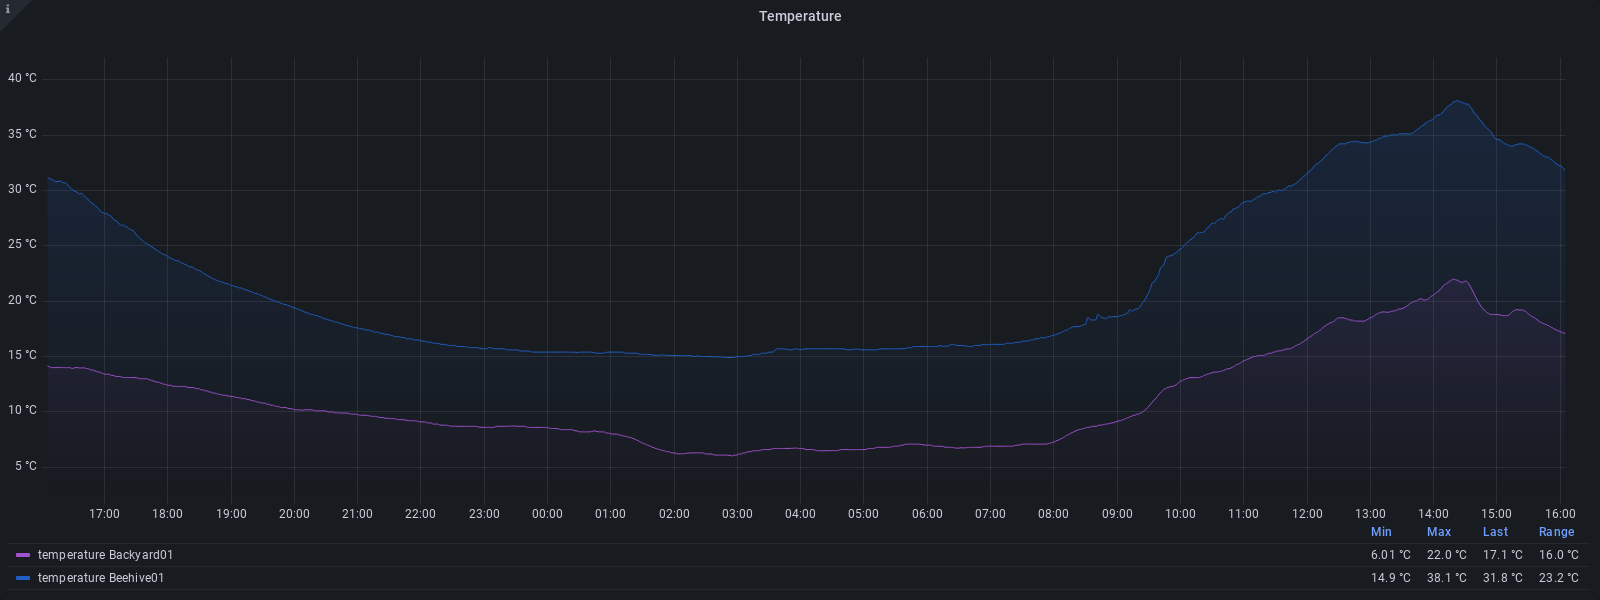 i
Temperature
40 °C
35 °C
30 °C
25 °C
20 °C
15 °C
10 °C
5 °C
17:00 18:00 19:00 20:00 21:00 22:00 23:00 00:00 01:00 02:00 03:00 04:00 05:00 06:00 07:00 08:00 09:00 10:00 11:00 12:00 13:00 14:00 15:00 16:00
Min Max Last Range
temperature Backyard01 6.01 °C 22.0 °C 17.1 °C 16.0 °C
temperature Beehive01 14.9 °C 38.1 °C 31.8 °C 23.2 °C